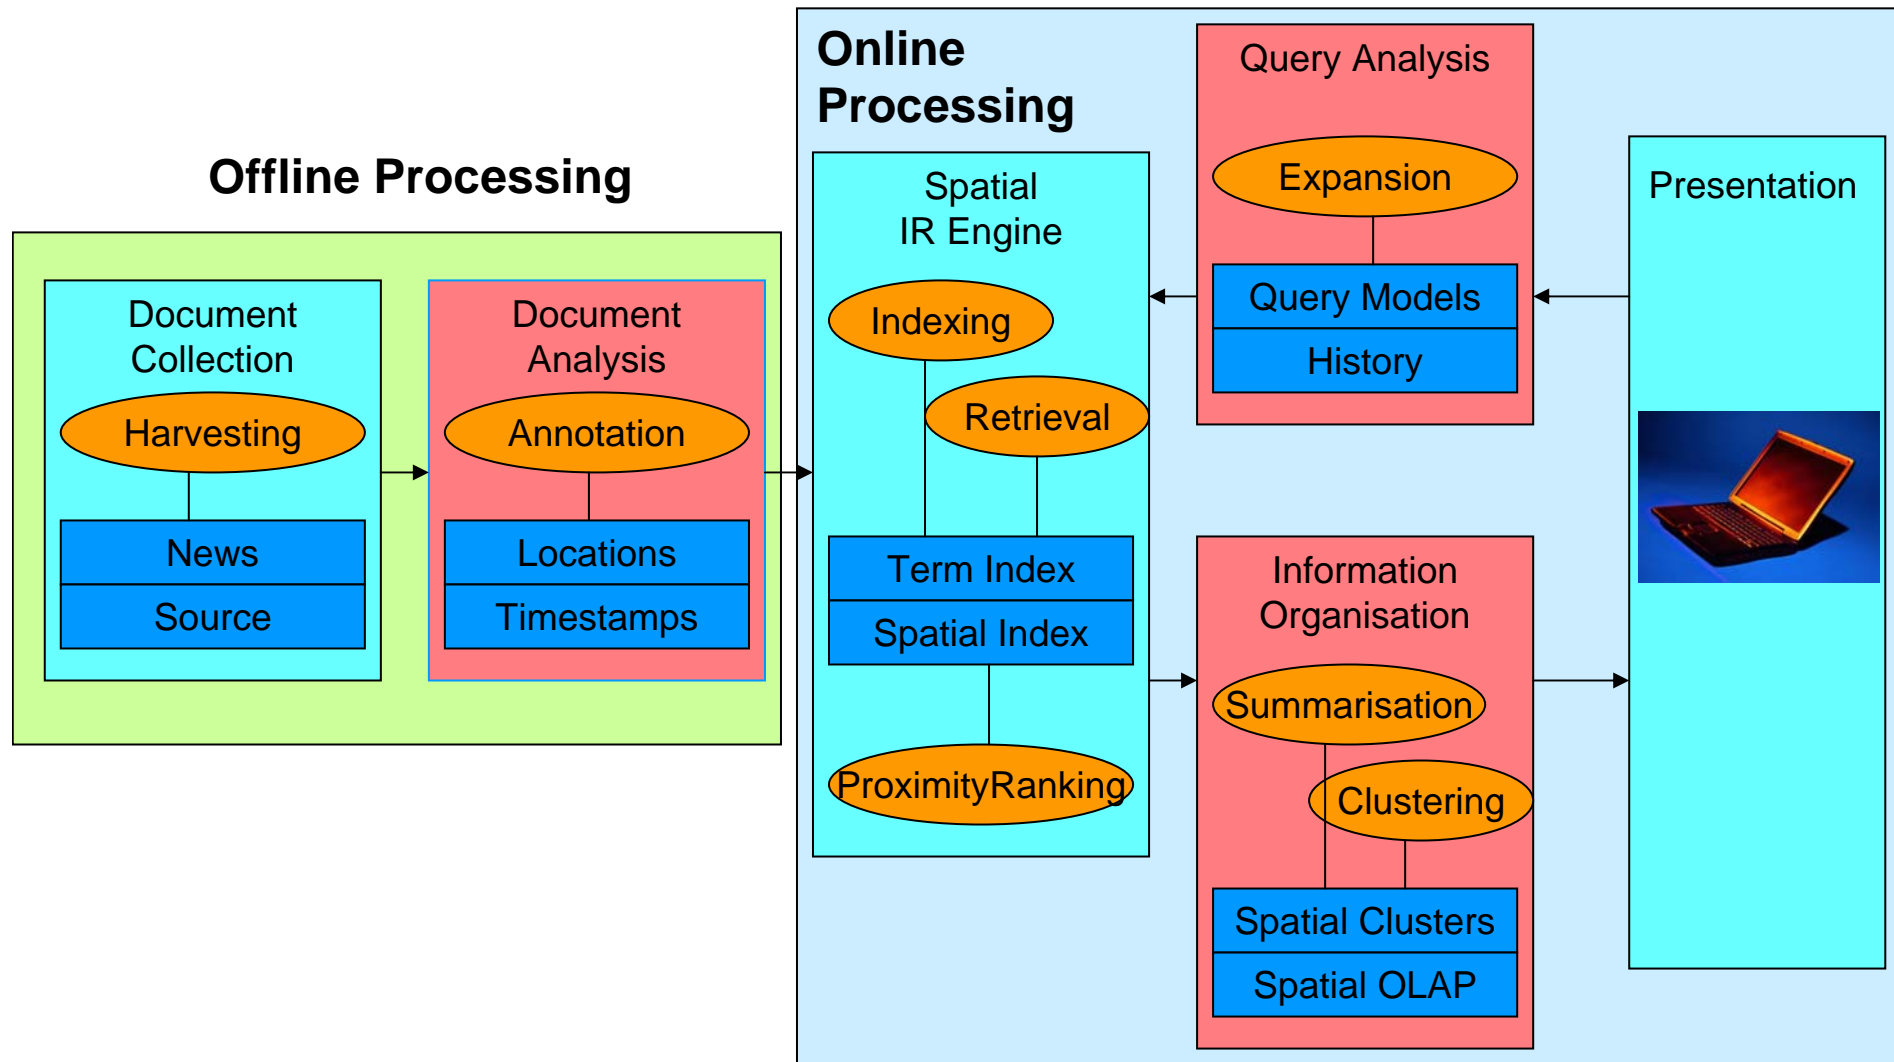 Offline Processing
Document
Collection
Harvesting
News
Source
Document
Analysis
Annotation
Locations
Timestamps
Online
Processing
Spatial
IR Engine
Indexing
Retrieval
Term Index
Spatial Index
ProximityRanking
Query Analysis
Expansion
Query Models
History
Information
Organisation
Summarisation
Clustering
Spatial Clusters
Spatial OLAP
Presentation